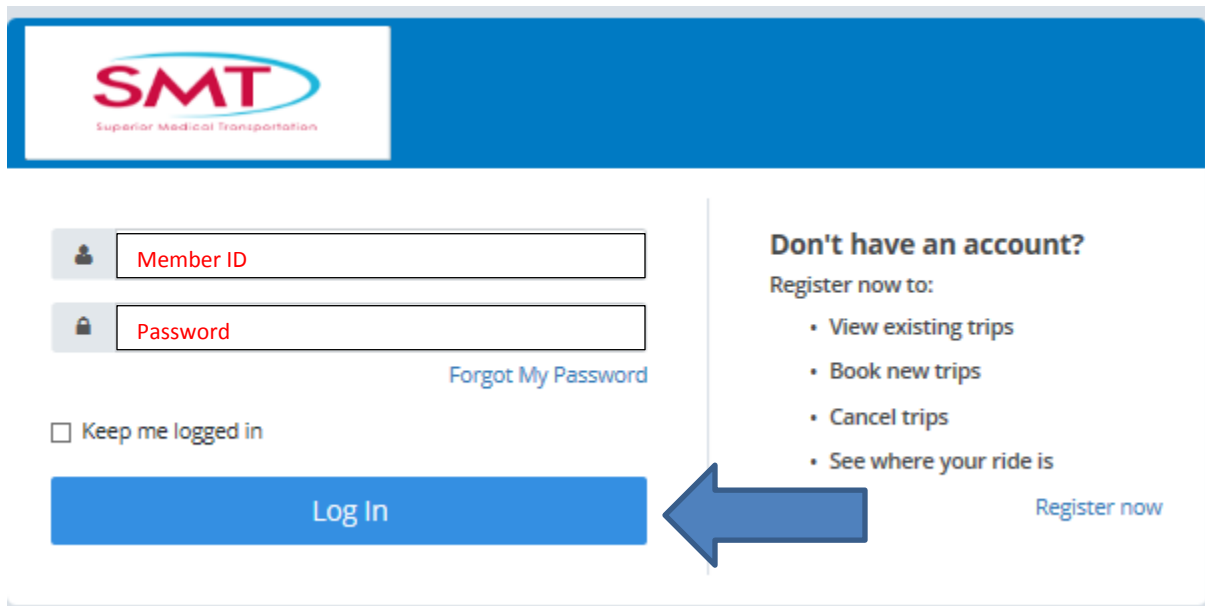 SMT
Superior Medical Transportation
Member ID
Password
Forgot My Password
Keep me logged in
Log In
Don't have an account?
Register now to:
• View existing trips
• Book new trips
• Cancel trips
• See where your ride is
Register now